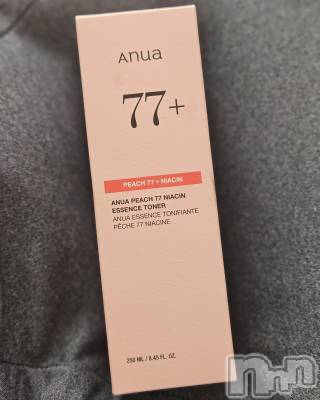 Anua
77+
PEACH 77 + NIACIN
ANUA PEACH 77 NIACIN
ESSENCE TONER
ANUA ESSENCE TONIFIANTE
PÊCHE 77 NIACINE
250 ML / 8.45 FL. OZ.